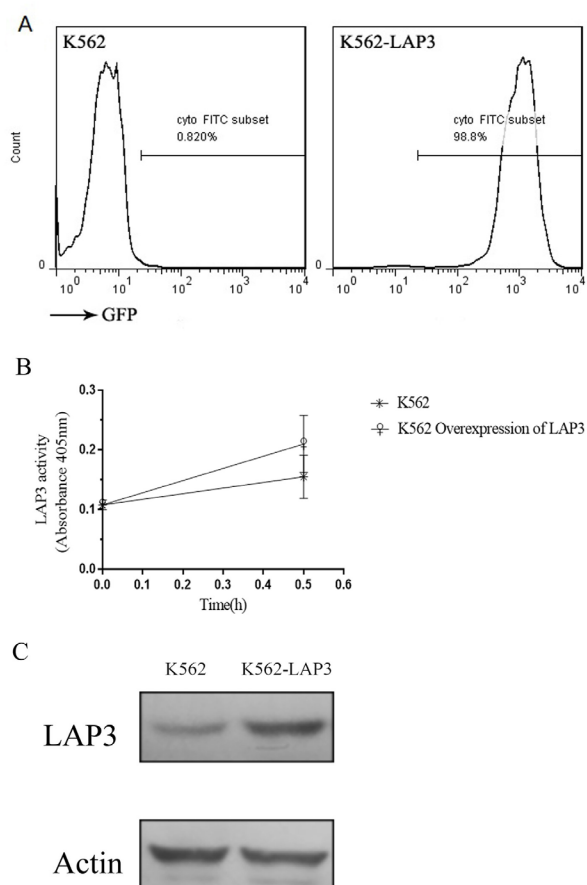 A
K562
K562-LAP3
cyto FITC subset
0.820%
cyto FITC subset
98.8%
Count
0
0
10^0 10^1 10^2 10^3 10^4
10^0 10^1 10^2 10^3 10^4
GFP
B
LAP3 activity
(Absorbance 405nm)
0.3
0.2
0.1
0.0
0.0 0.1 0.2 0.3 0.4 0.5 0.6
Time(h)
K562
K562 Overexpression of LAP3
C
K562 K562-LAP3
LAP3
Actin